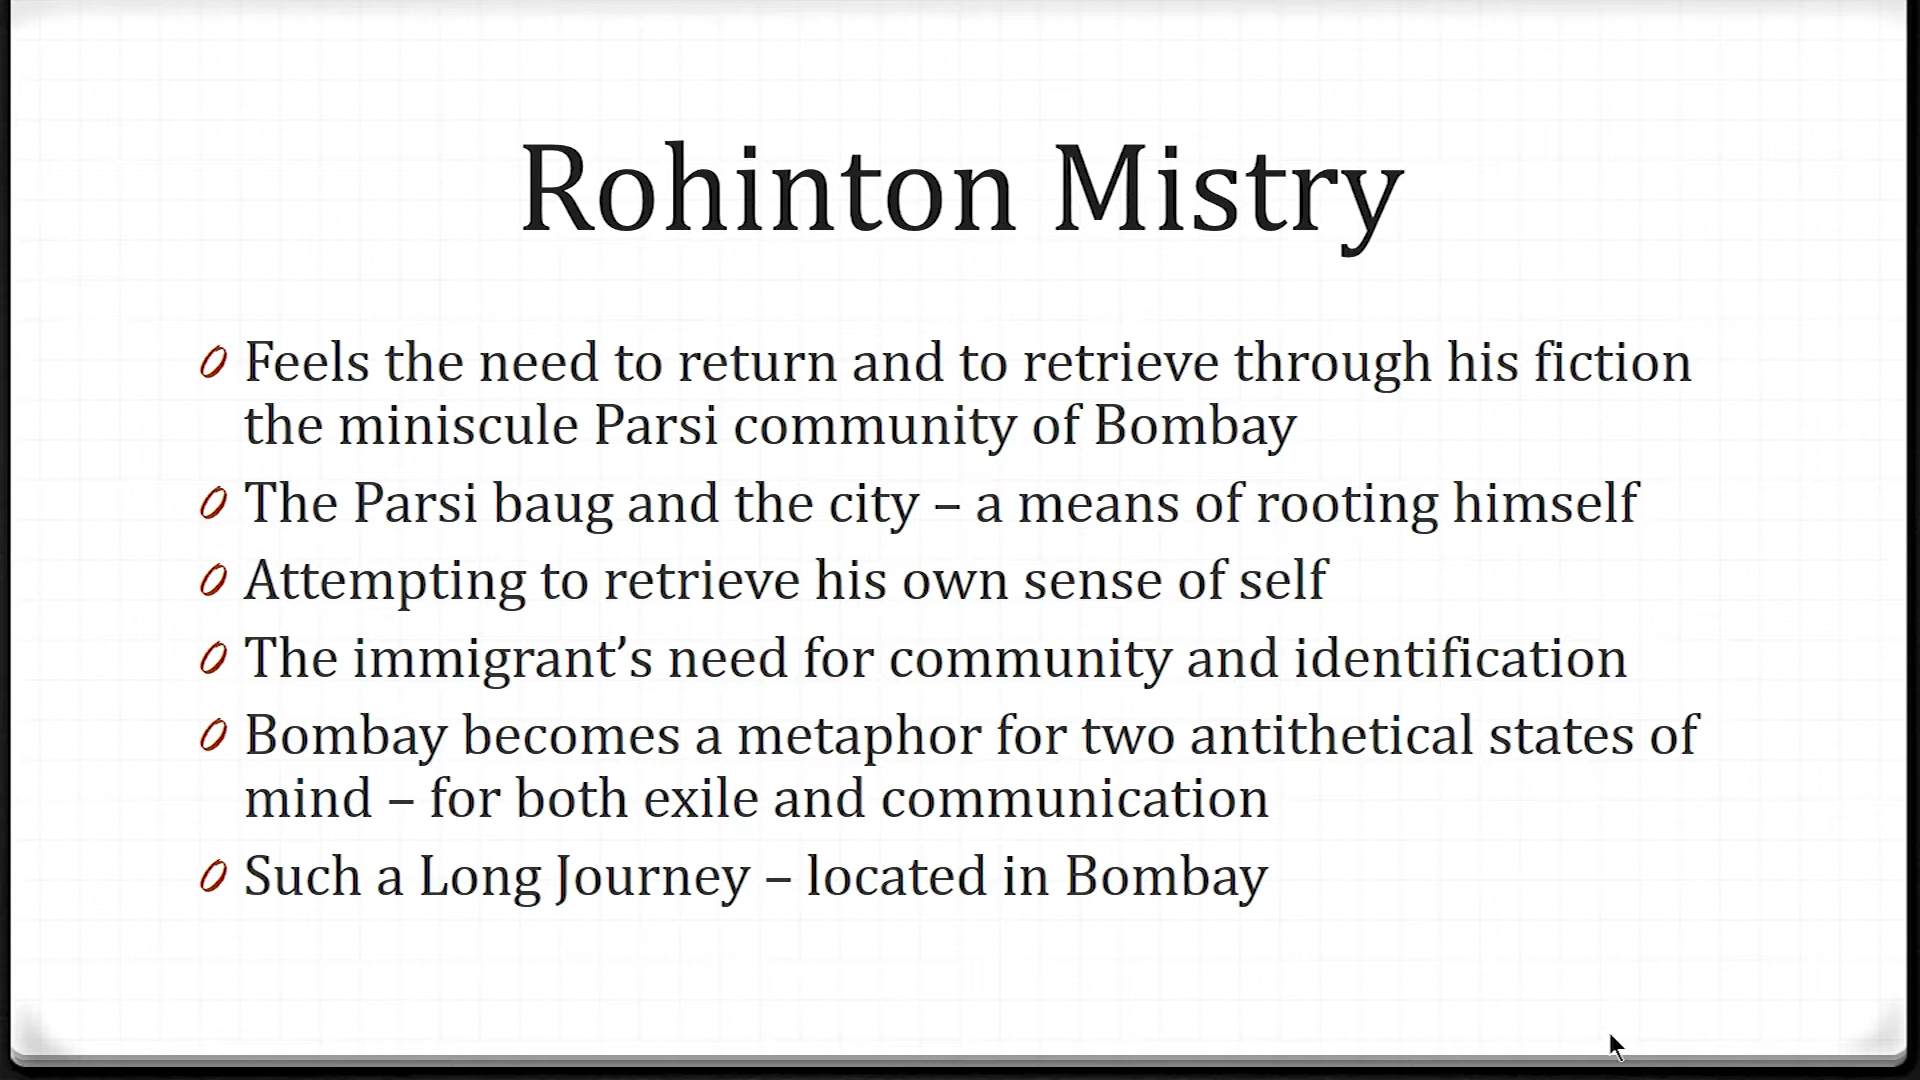 Rohinton Mistry
Feels the need to return and to retrieve through his fiction
the miniscule Parsi community of Bombay
The Parsi baug and the city – a means of rooting himself
Attempting to retrieve his own sense of self
The immigrant’s need for community and identification
Bombay becomes a metaphor for two antithetical states of
mind – for both exile and communication
Such a Long Journey – located in Bombay